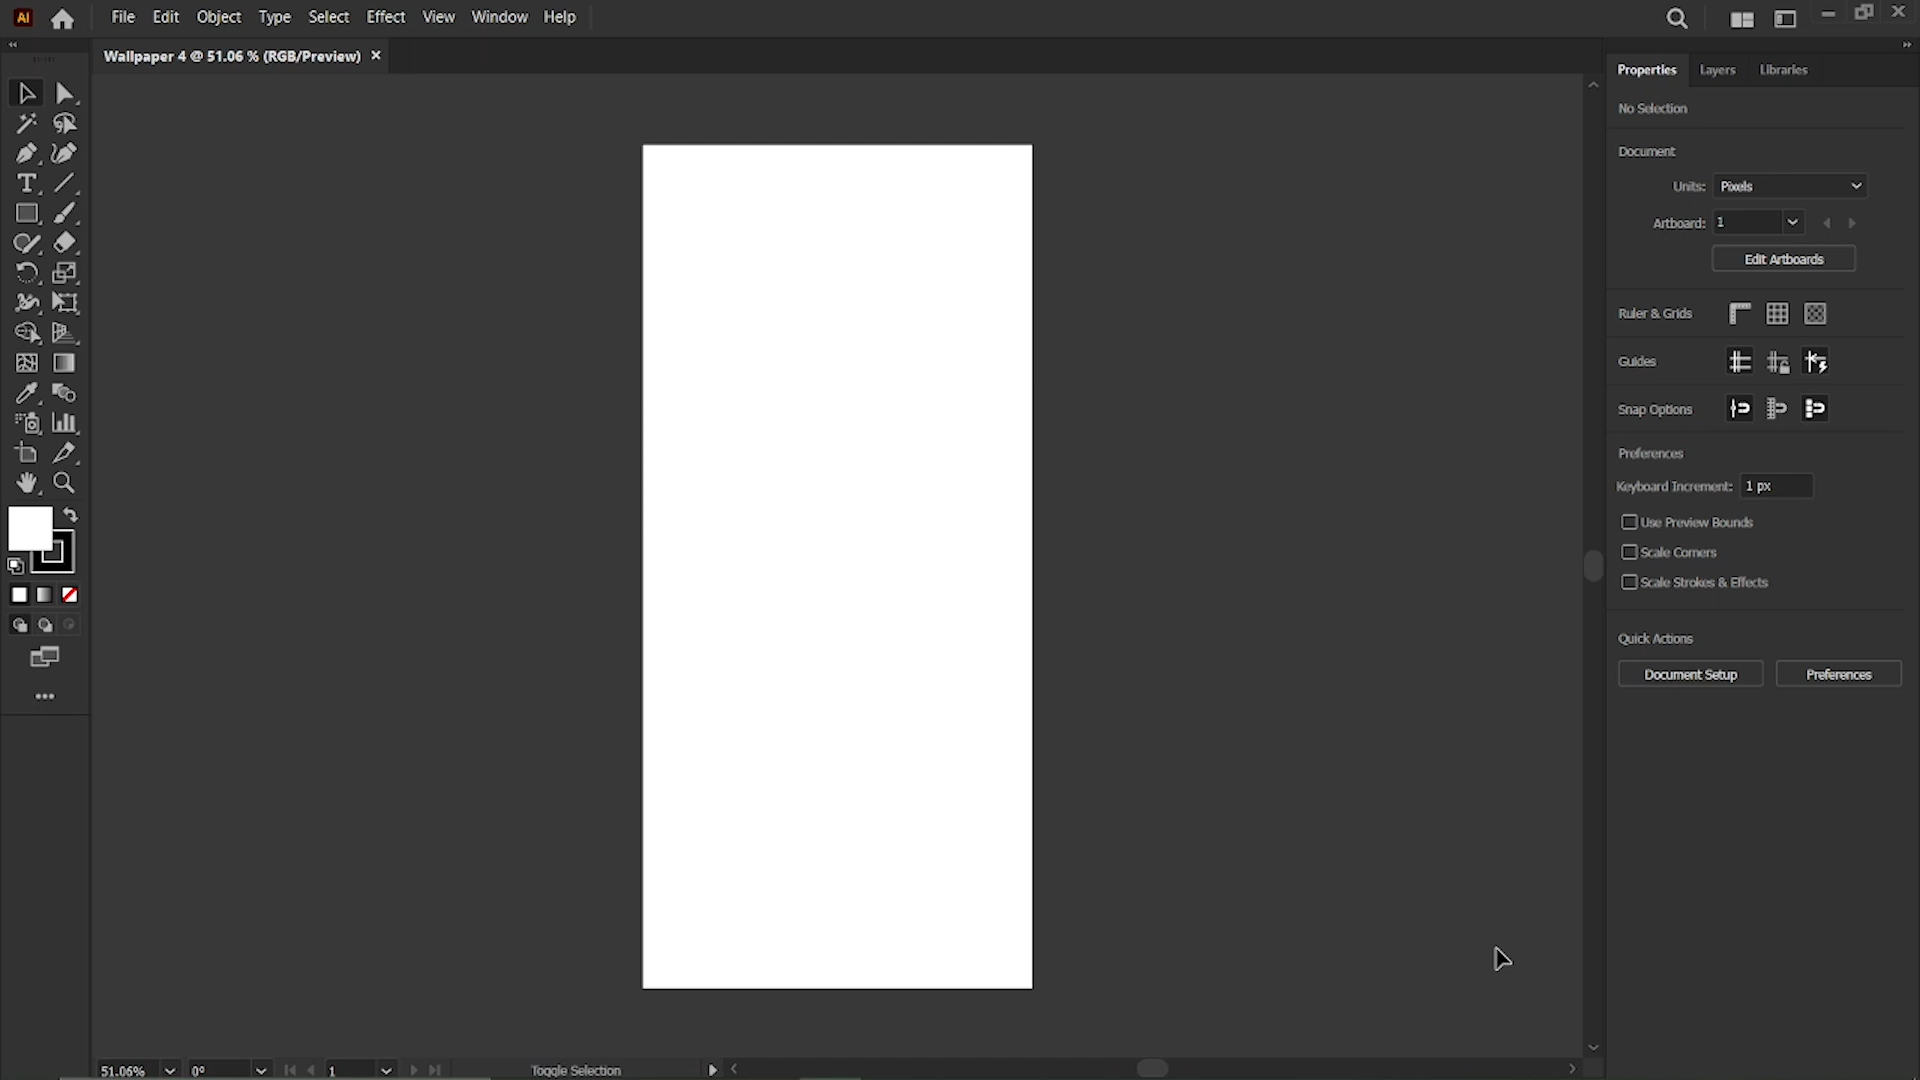 Ai
File Edit Object Type Select Effect View Window Help
Wallpaper 4 @ 51.06 % (RGB/Preview) ×
Properties Layers Libraries
No Selection
Document
Units: Pixels
Artboard: 1
Edit Artboards
Ruler & Grids
Guides
Snap Options
Preferences
Keyboard Increment: 1 px
Use Preview Bounds
Scale Corners
Scale Strokes & Effects
Quick Actions
Document Setup Preferences
51.06% 0° 1 Toggle Selection